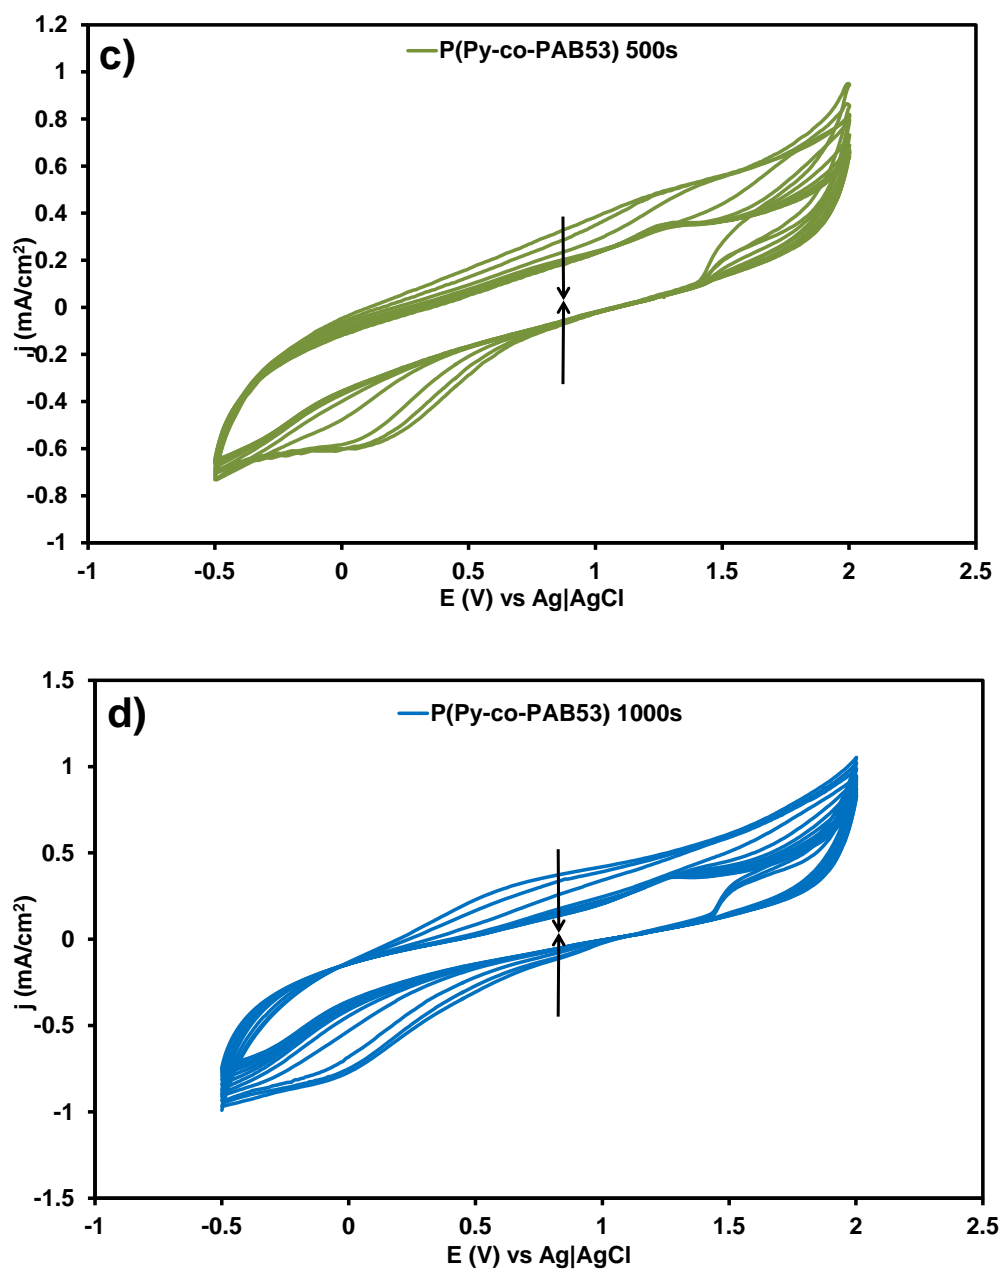 c)
P(Py-co-PAB53) 500s
1.2
1
0.8
0.6
0.4
0.2
0
-0.2
-0.4
-0.6
-0.8
-1
j (mA/cm²)
-1 -0.5 0 0.5 1 1.5 2 2.5
E (V) vs Ag|AgCl
d)
P(Py-co-PAB53) 1000s
1.5
1
0.5
0
-0.5
-1
-1.5
j (mA/cm²)
-1 -0.5 0 0.5 1 1.5 2 2.5
E (V) vs Ag|AgCl